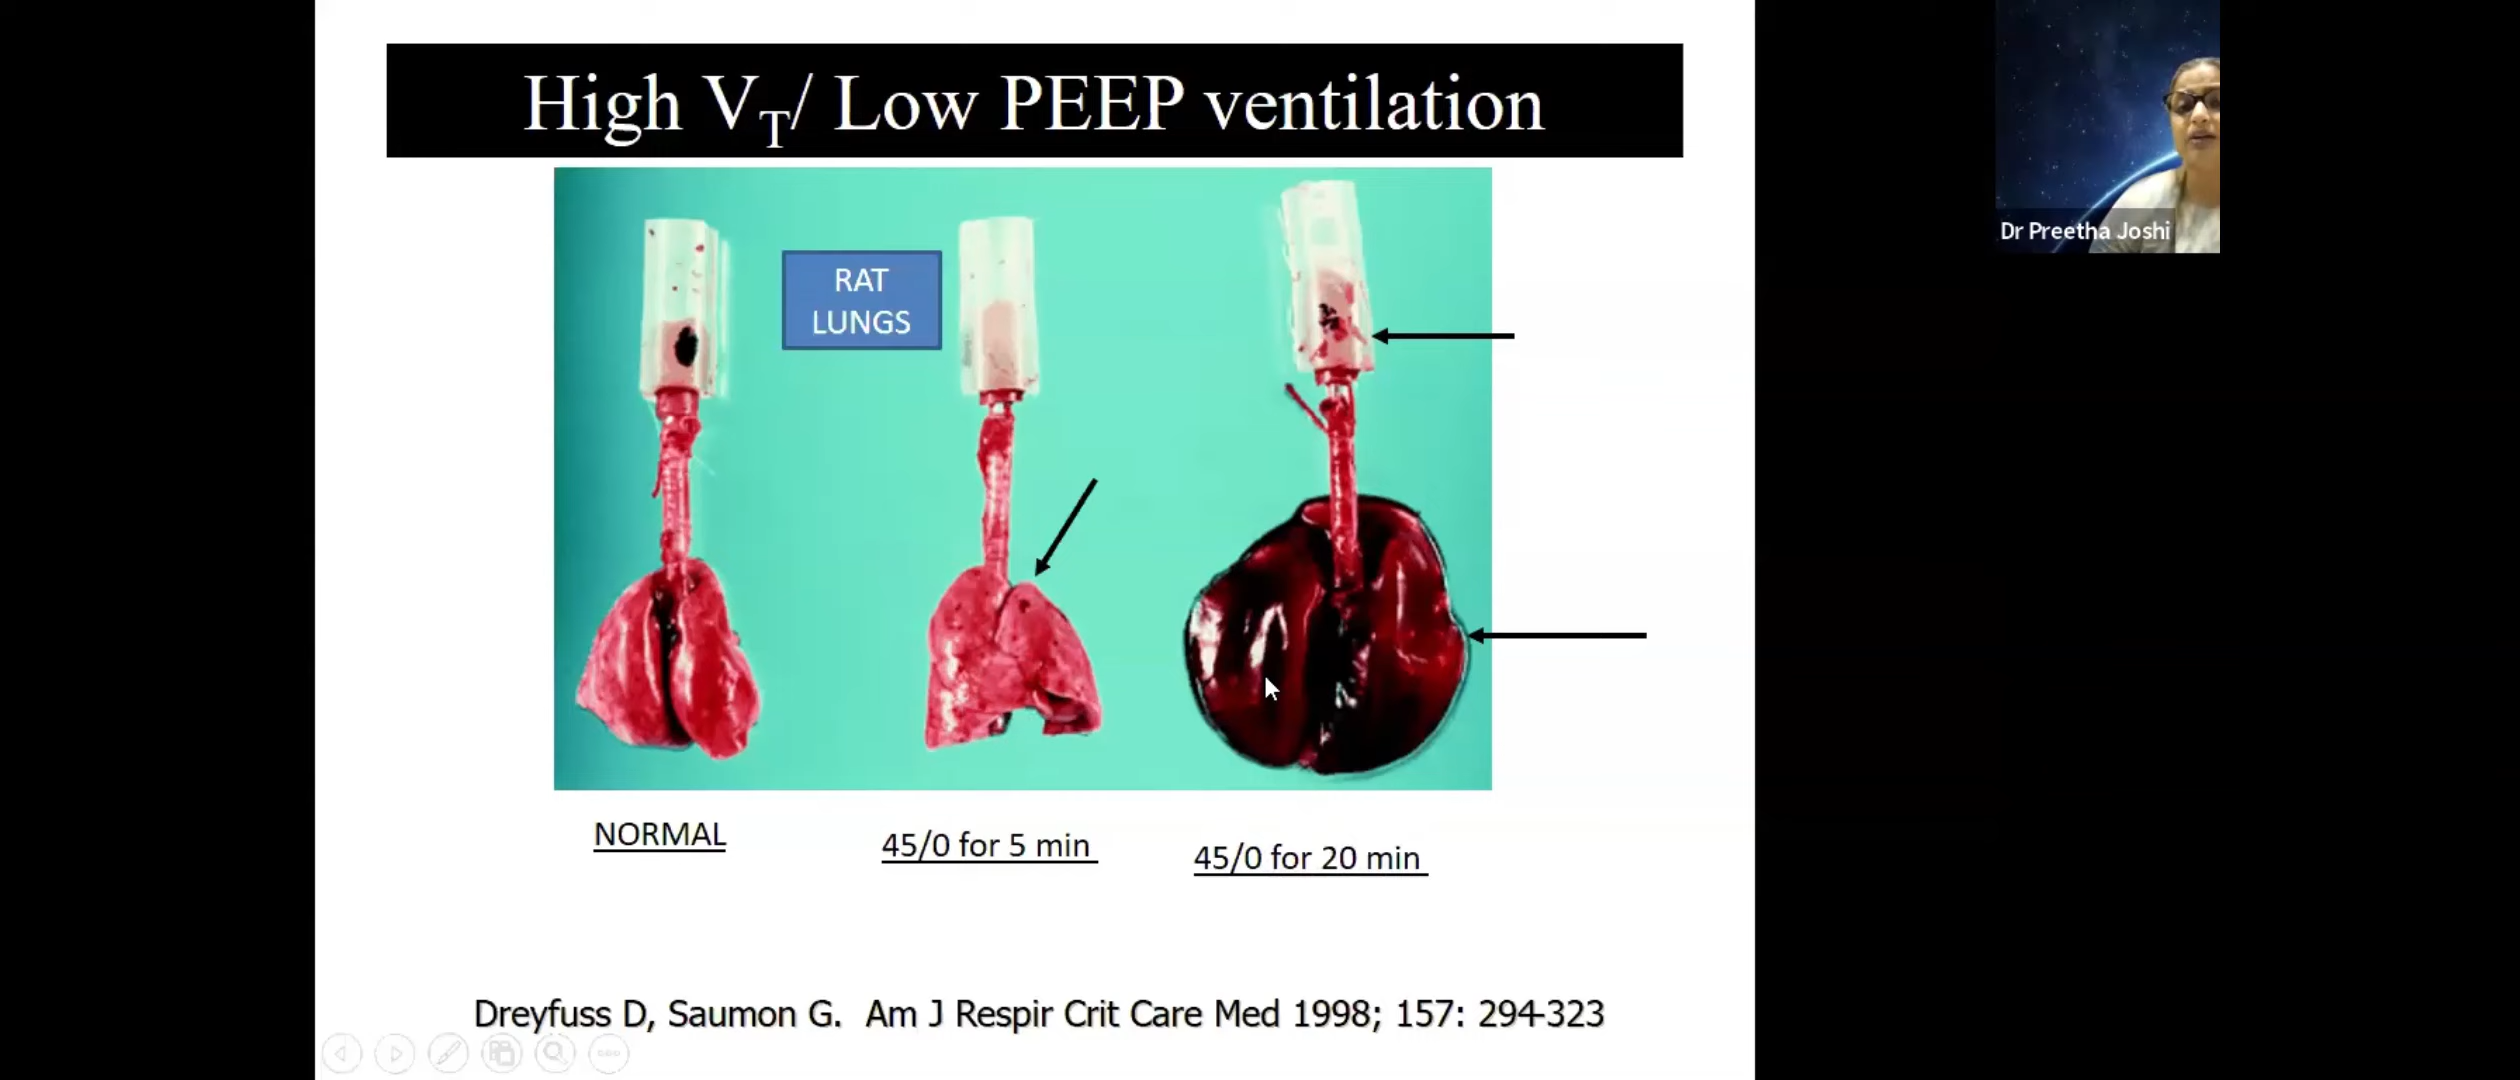 High VT/ Low PEEP ventilation
RAT
LUNGS
Dr Preetha Joshi
NORMAL
45/0 for 5 min
45/0 for 20 min
Dreyfuss D, Saumon G. Am J Respir Crit Care Med 1998; 157: 294-323